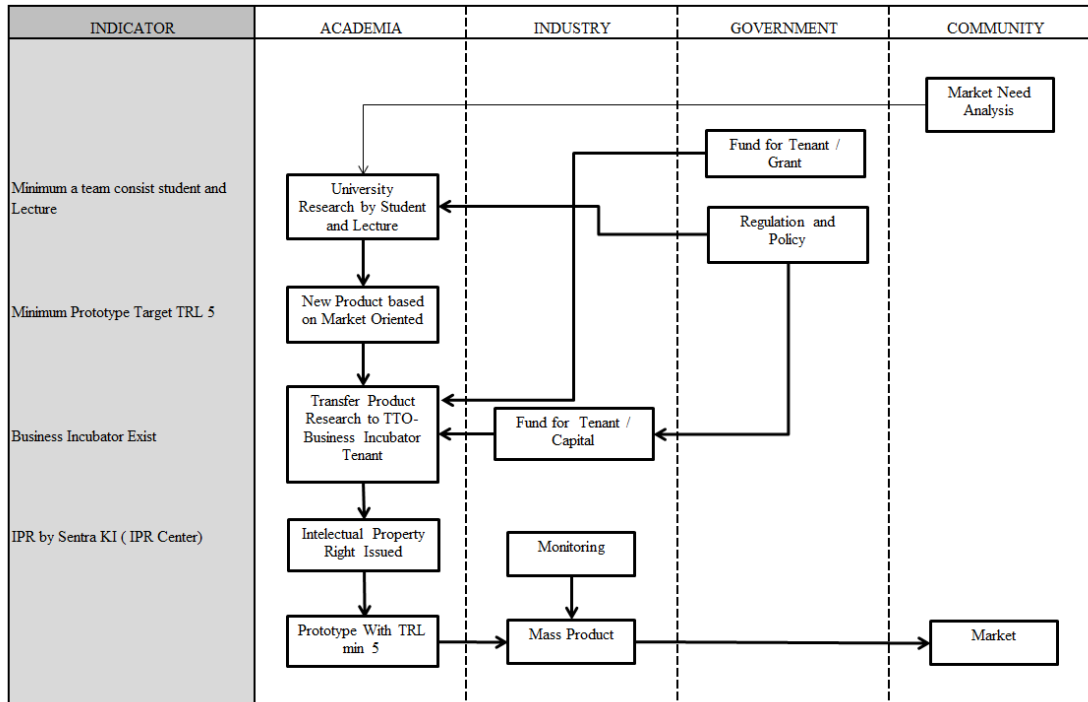 INDICATOR
ACADEMIA
INDUSTRY
GOVERNMENT
COMMUNITY
Market Need
Analysis
Fund for Tenant /
Grant
Minimum a team consist student and
Lecture
University
Research by Student
and Lecture
Regulation and
Policy
Minimum Prototype Target TRL 5
New Product based
on Market Oriented
Business Incubator Exist
Transfer Product
Research to TTO-
Business Incubator
Tenant
Fund for Tenant /
Capital
IPR by Sentra KI ( IPR Center)
Intelectual Property
Right Issued
Monitoring
Prototype With TRL
min 5
Mass Product
Market